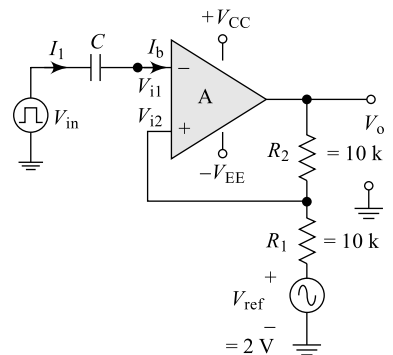 +V_CC
I_1 C I_b
− V_i1
A
V_in
V_i2
+
−V_EE
V_o
R_2 = 10 k
R_1 = 10 k
+
V_ref
−
= 2 V